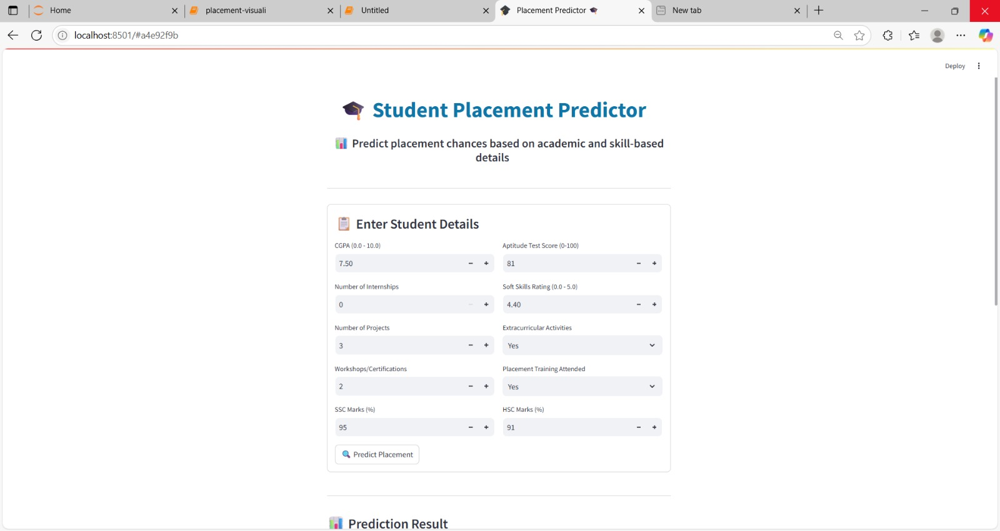 Home
placement-visuali
Untitled
Placement Predictor
New tab
localhost:8501/#a4e92f9b
Deploy
Student Placement Predictor
Predict placement chances based on academic and skill-based
details
Enter Student Details
CGPA (0.0 - 10.0)
Aptitude Test Score (0-100)
7.50
81
Number of Internships
Soft Skills Rating (0.0 - 5.0)
0
4.40
Number of Projects
Extracurricular Activities
3
Yes
Workshops/Certifications
Placement Training Attended
2
Yes
SSC Marks (%)
HSC Marks (%)
95
91
Predict Placement
Prediction Result